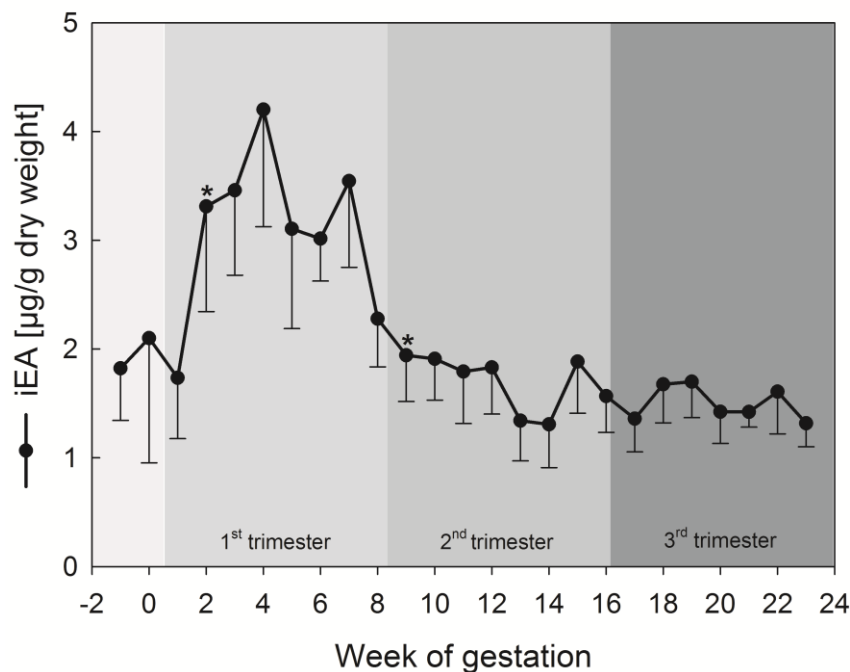 5
4
3
2
1
0
iEA [µg/g dry weight]
*
*
1st trimester
2nd trimester
3rd trimester
-2 0 2 4 6 8 10 12 14 16 18 20 22 24
Week of gestation